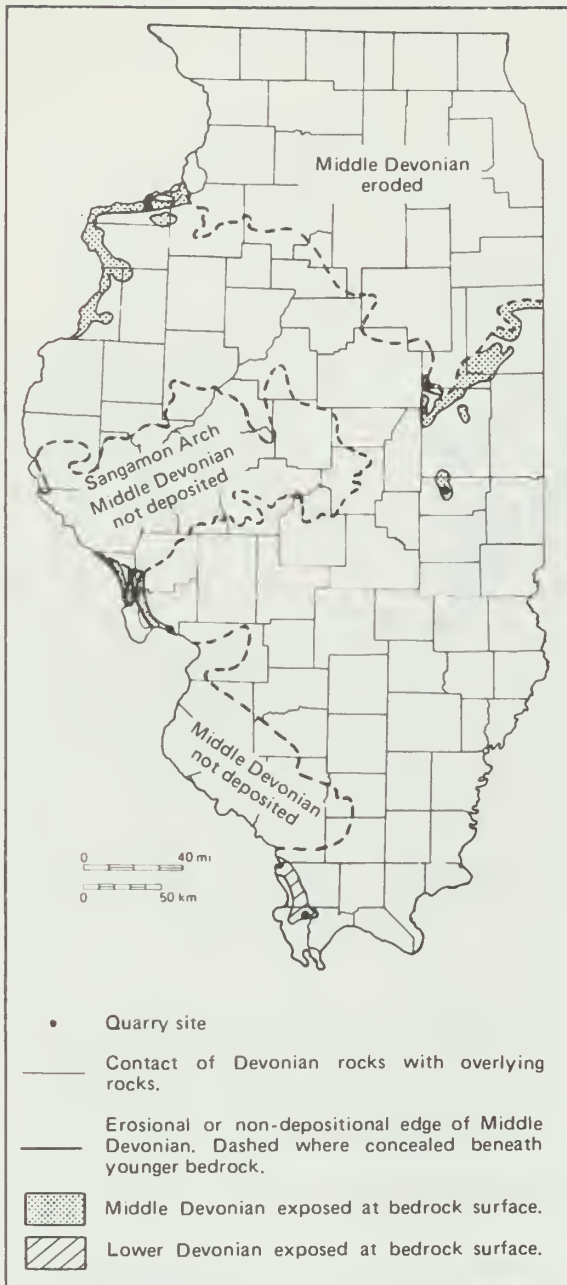 Middle Devonian
eroded
Sangamon Arch
Middle Devonian
not deposited
Middle Devonian
not deposited
0 40 mi
0 50 km
Quarry site
Contact of Devonian rocks with overlying
rocks.
Erosional or non-depositional edge of Middle
Devonian. Dashed where concealed beneath
younger bedrock.
Middle Devonian exposed at bedrock surface.
Lower Devonian exposed at bedrock surface.